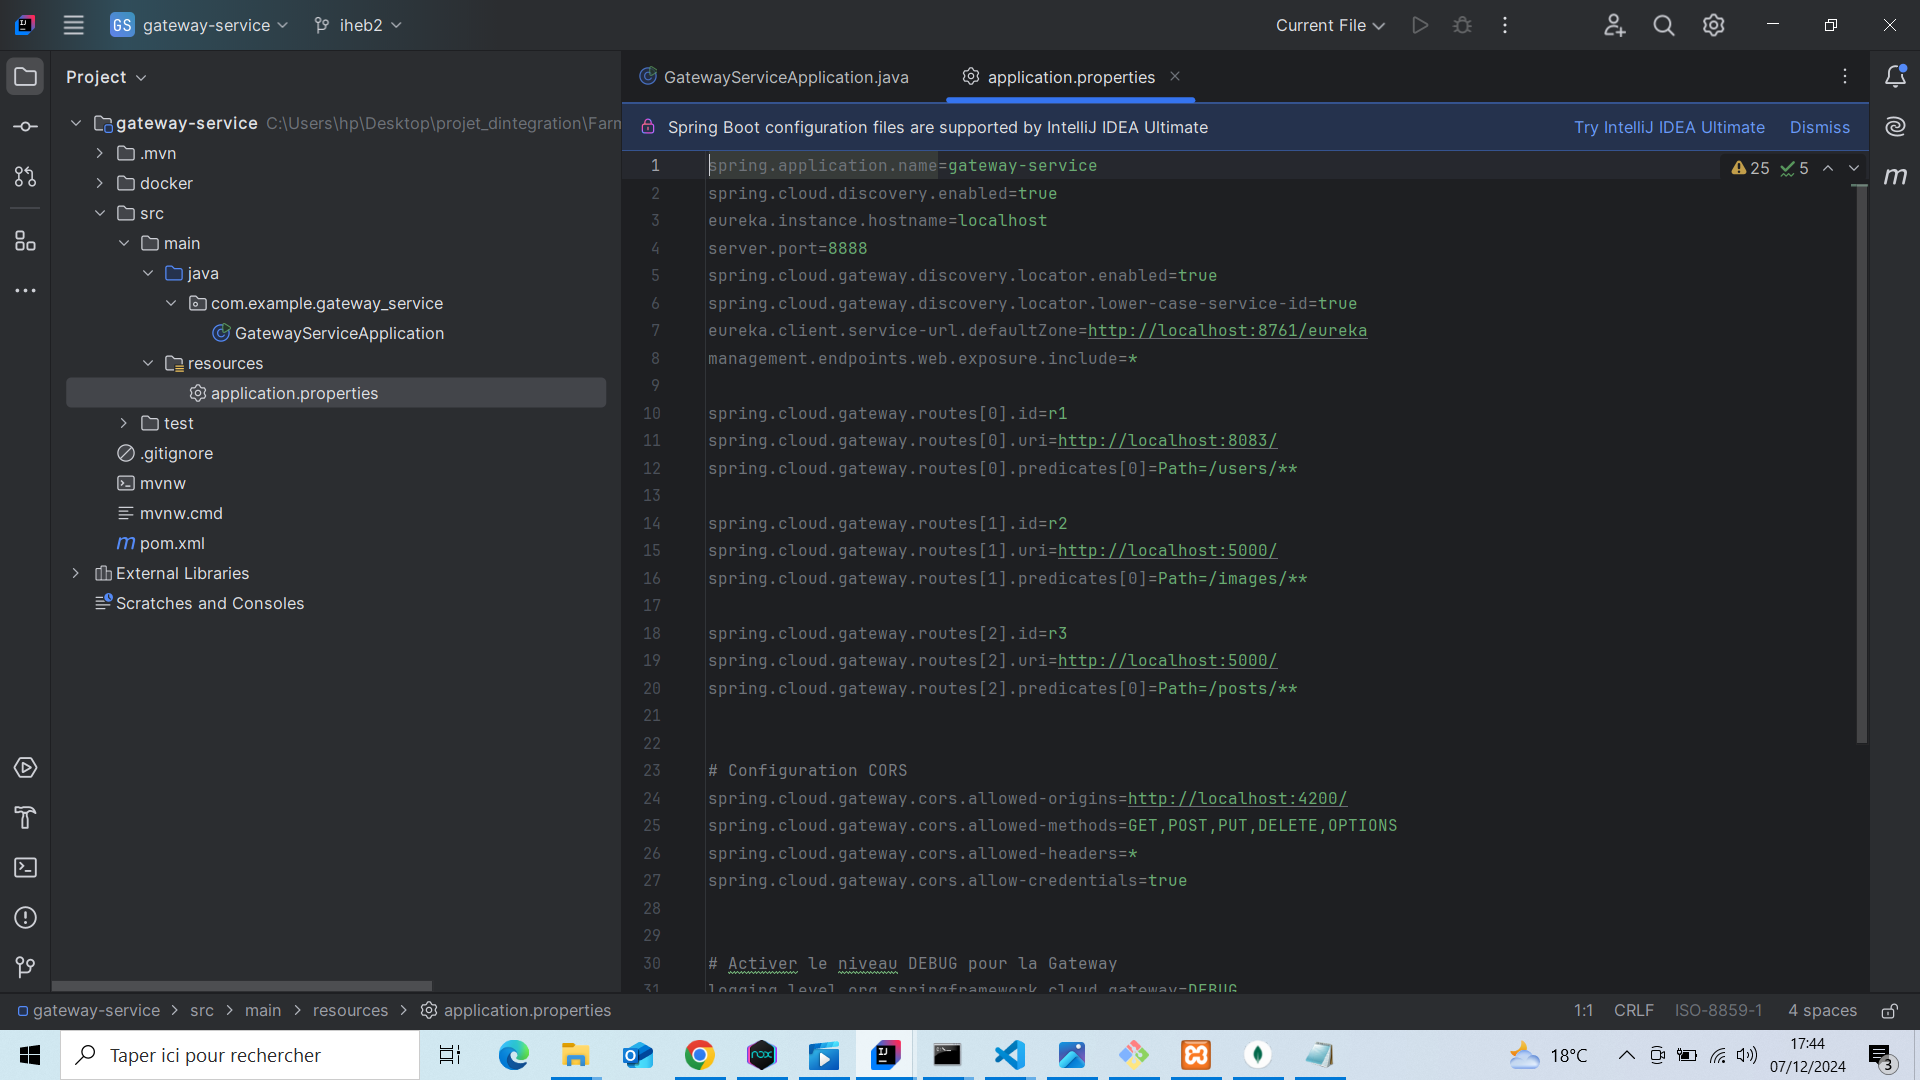 GS gateway-service
iheb2
Current File
Project
GatewayServiceApplication.java
application.properties
gateway-service C:\Users\hp\Desktop\projet_dintegration\Farm
.mvn
docker
src
main
java
com.example.gateway_service
GatewayServiceApplication
resources
application.properties
test
.gitignore
mvnw
mvnw.cmd
m pom.xml
External Libraries
Scratches and Consoles
Spring Boot configuration files are supported by IntelliJ IDEA Ultimate
Try IntelliJ IDEA Ultimate
Dismiss
25
5
m
1 spring.application.name=gateway-service
2 spring.cloud.discovery.enabled=true
3 eureka.instance.hostname=localhost
4 server.port=8888
5 spring.cloud.gateway.discovery.locator.enabled=true
6 spring.cloud.gateway.discovery.locator.lower-case-service-id=true
7 eureka.client.service-url.defaultZone=http://localhost:8761/eureka
8 management.endpoints.web.exposure.include=*
9
10 spring.cloud.gateway.routes[0].id=r1
11 spring.cloud.gateway.routes[0].uri=http://localhost:8083/
12 spring.cloud.gateway.routes[0].predicates[0]=Path=/users/**
13
14 spring.cloud.gateway.routes[1].id=r2
15 spring.cloud.gateway.routes[1].uri=http://localhost:5000/
16 spring.cloud.gateway.routes[1].predicates[0]=Path=/images/**
17
18 spring.cloud.gateway.routes[2].id=r3
19 spring.cloud.gateway.routes[2].uri=http://localhost:5000/
20 spring.cloud.gateway.routes[2].predicates[0]=Path=/posts/**
21
22
23 # Configuration CORS
24 spring.cloud.gateway.cors.allowed-origins=http://localhost:4200/
25 spring.cloud.gateway.cors.allowed-methods=GET,POST,PUT,DELETE,OPTIONS
26 spring.cloud.gateway.cors.allowed-headers=*
27 spring.cloud.gateway.cors.allow-credentials=true
28
29
30 # Activer le niveau DEBUG pour la Gateway
31 logging.level.org.springframework.cloud.gateway=DEBUG
gateway-service > src > main > resources > application.properties
1:1 CRLF ISO-8859-1 4 spaces
Taper ici pour rechercher
nox
18°C
17:44
07/12/2024
3